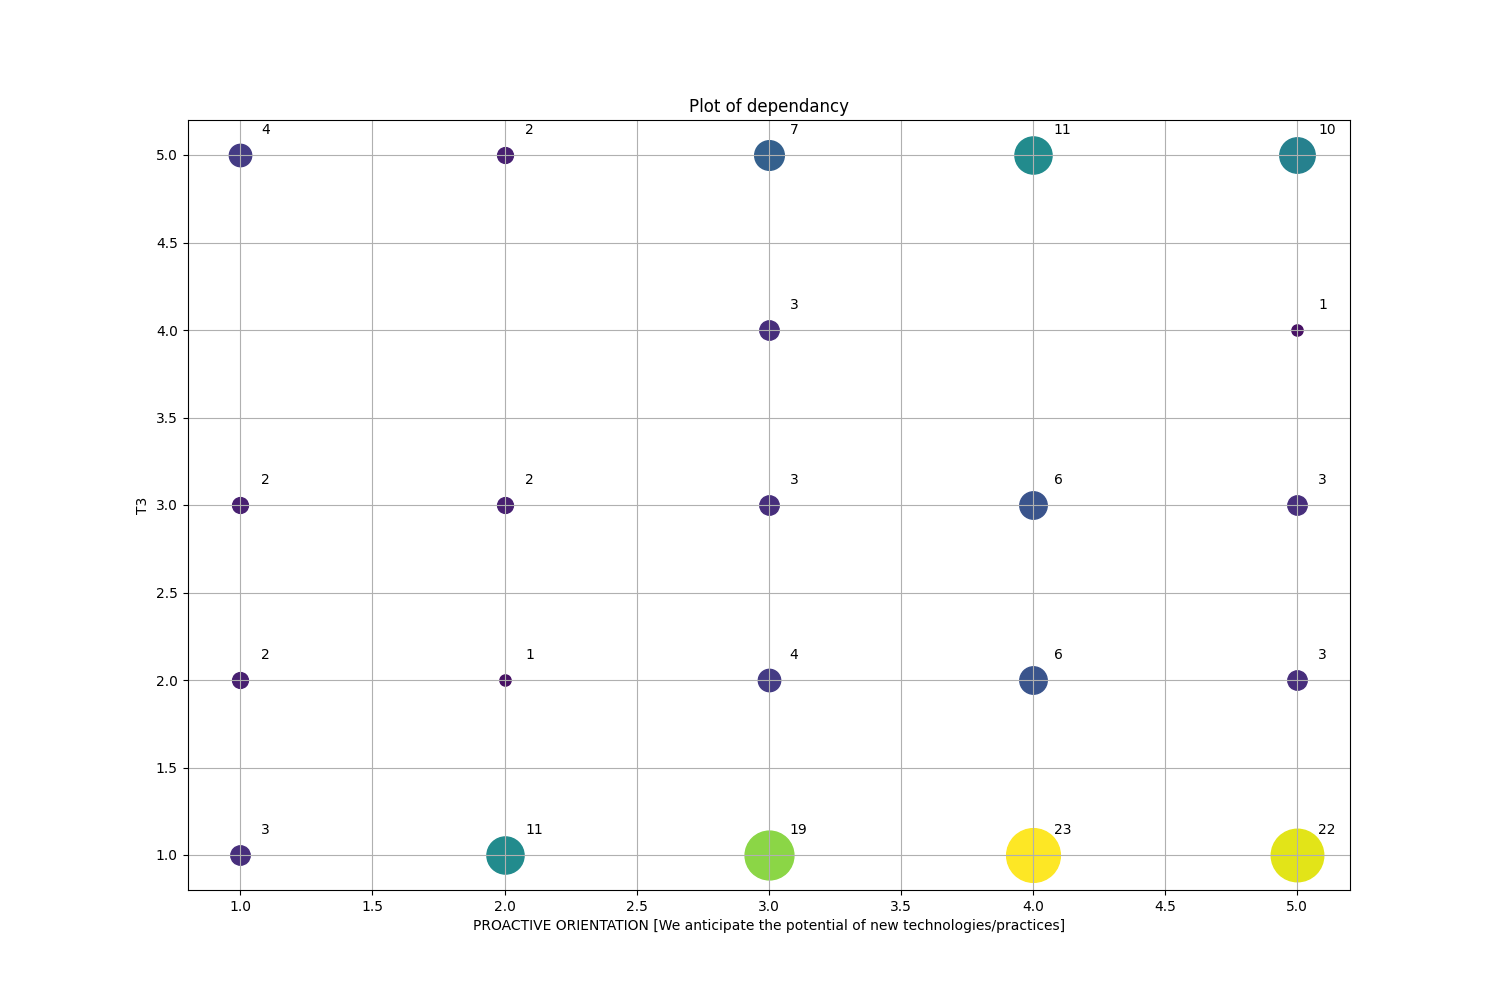 Plot of dependancy
4 2 7 11 10
5.0
4.5
3 1
4.0
3.5
2 2 3 6 3
3.0
T3
2.5
2 1 4 6 3
2.0
1.5
3 11 19 23 22
1.0
1.0 1.5 2.0 2.5 3.0 3.5 4.0 4.5 5.0
PROACTIVE ORIENTATION [We anticipate the potential of new technologies/practices]